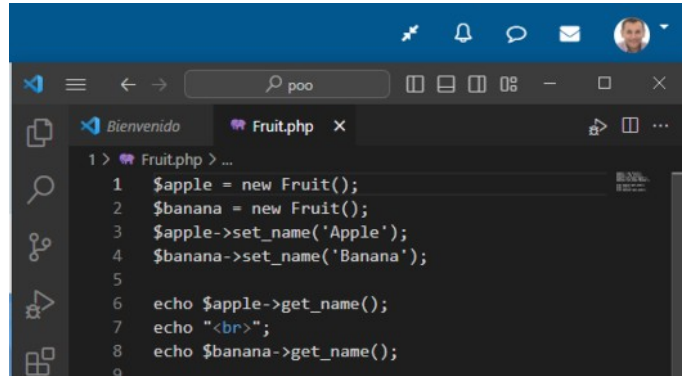 poo
Bienvenido
Fruit.php
1 > Fruit.php > ...
1 $apple = new Fruit();
2 $banana = new Fruit();
3 $apple->set_name('Apple');
4 $banana->set_name('Banana');
5
6 echo $apple->get_name();
7 echo "<br>";
8 echo $banana->get_name();
9